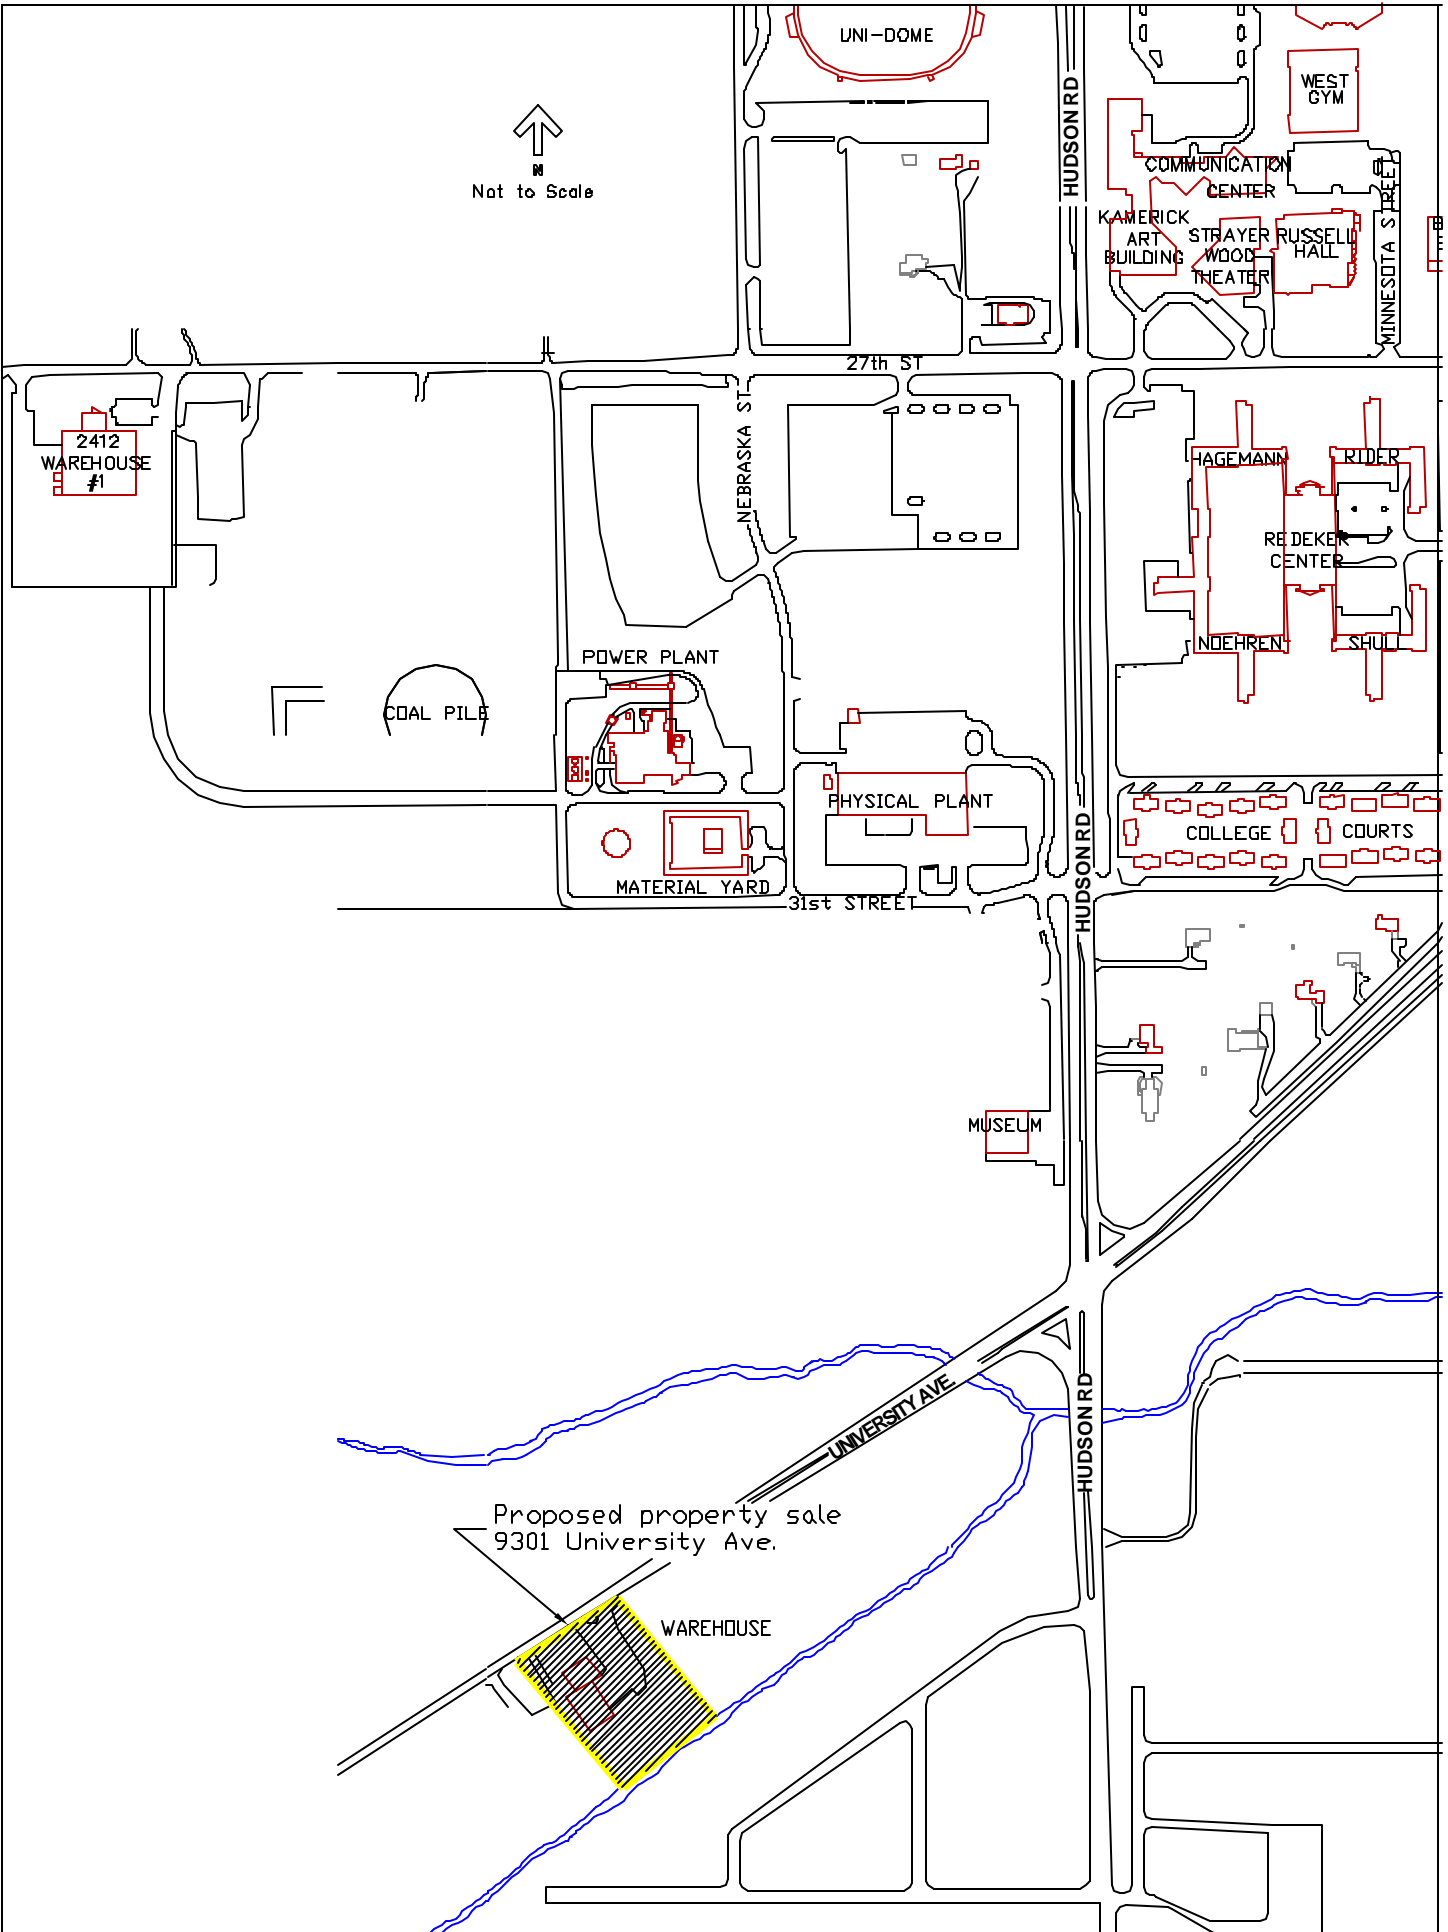 UNI-DOME
HUDSON RD
WEST
GYM
N
Not to Scale
COMMUNICATION
CENTER
KAMERICK
ART
BUILDING
STRAYER
WOOD
THEATER
RUSSELL
HALL
MINNESOTA STREET
27th ST
NEBRASKA ST
2412
WAREHOUSE
#1
HAGEMANN
RIDER
REDEKER
CENTER
NOEHREN
SHULL
POWER PLANT
COAL PILE
PHYSICAL PLANT
HUDSON RD
COLLEGE
COURTS
MATERIAL YARD
31st STREET
MUSEUM
UNIVERSITY AVE.
HUDSON RD
Proposed property sale
9301 University Ave.
WAREHOUSE